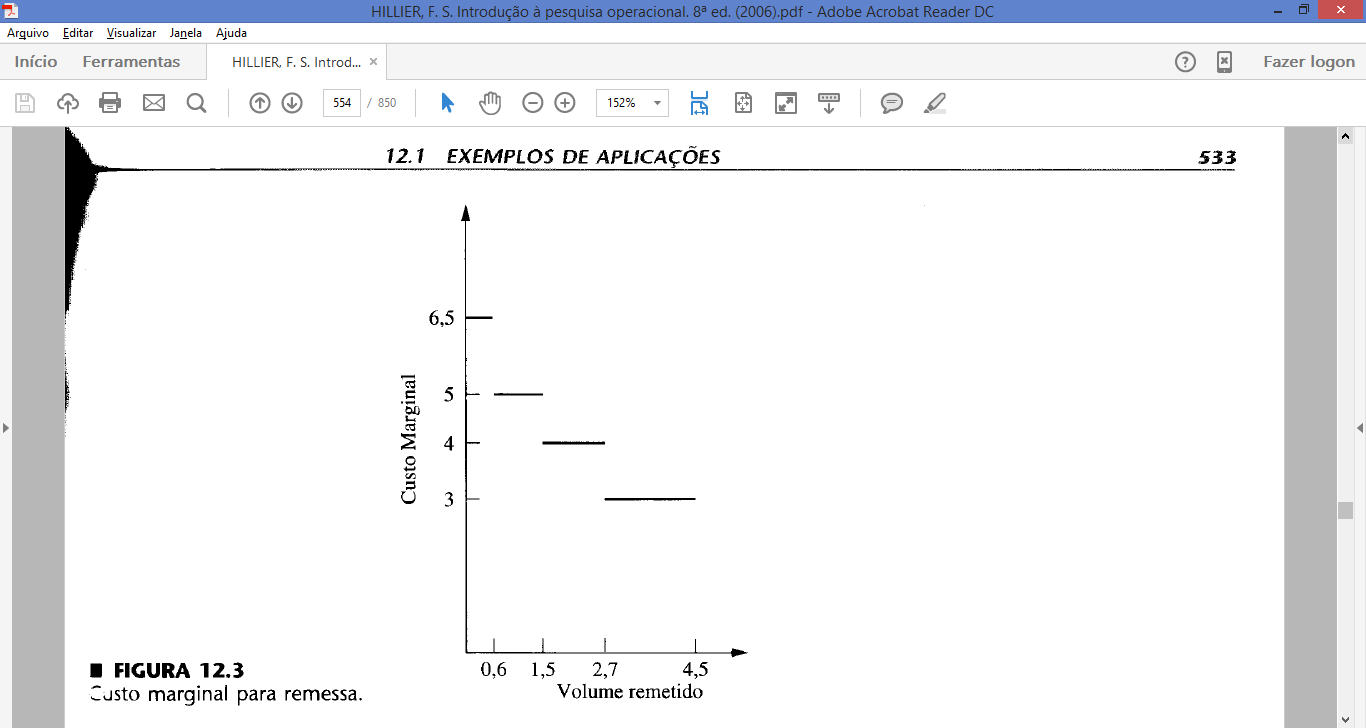 HILLIER, F. S. Introdução à pesquisa operacional. 8ª ed. (2006).pdf - Adobe Acrobat Reader DC
Arquivo Editar Visualizar Janela Ajuda
Início Ferramentas HILLIER, F. S. Introd... × Fazer logon
554 / 850 152%
12.1 EXEMPLOS DE APLICAÇÕES 533
6,5
5
4
3
Custo Marginal
0,6 1,5 2,7 4,5
Volume remetido
FIGURA 12.3
Custo marginal para remessa.